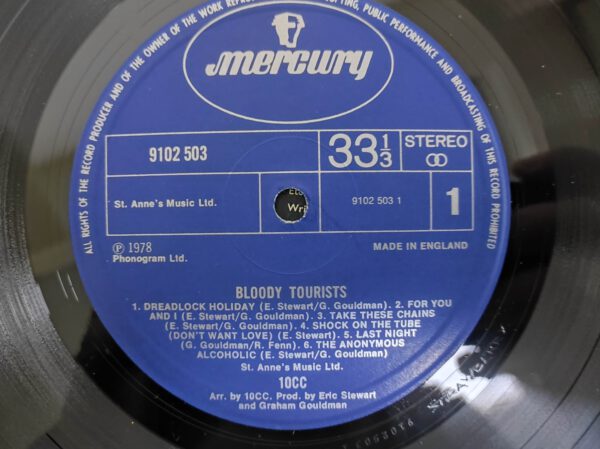 ALL RIGHTS OF THE RECORD PRODUCER AND OF THE OWNER OF THE WORK
PUBLIC PERFORMANCE AND BROADCASTING OF THIS RECORD PROHIBITED
mercury
9102 503
33 1/3
STEREO
St. Anne's Music Ltd.
Wri
9102 503 1
1
Ⓟ 1978
Phonogram Ltd.
MADE IN ENGLAND
BLOODY TOURISTS
1. DREADLOCK HOLIDAY (E. Stewart/G. Gouldman). 2. FOR YOU
AND I (E. Stewart/G. Gouldman). 3. TAKE THESE CHAINS
(E. Stewart/G. Gouldman). 4. SHOCK ON THE TUBE
(DON'T WANT LOVE) (E. Stewart/G. Gouldman). 5. LAST NIGHT
(G. Gouldman/R. Fenn). 6. THE ANONYMOUS
ALCOHOLIC (E. Stewart/G. Gouldman)
St. Anne's Music Ltd.
10CC
Arr. by 10CC. Prod. by Eric Stewart
and Graham Gouldman